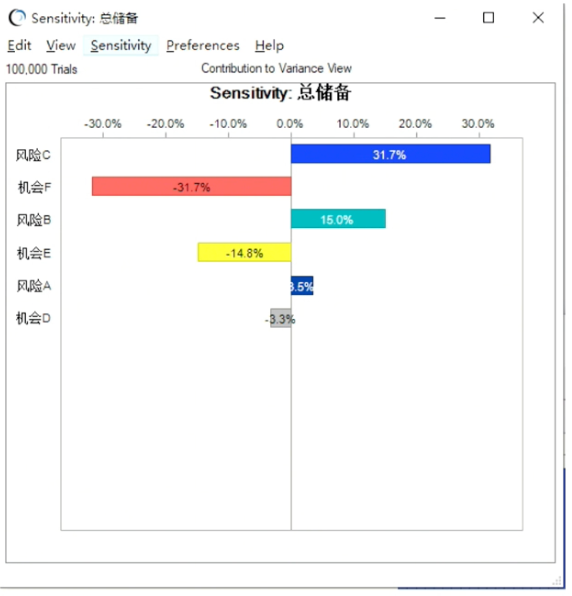 Sensitivity: 总储备
Edit View Sensitivity Preferences Help
100,000 Trials Contribution to Variance View
Sensitivity: 总储备
-30.0% -20.0% -10.0% 0.0% 10.0% 20.0% 30.0%
风险C 31.7%
机会F -31.7%
风险B 15.0%
机会E -14.8%
风险A 3.5%
机会D -3.3%